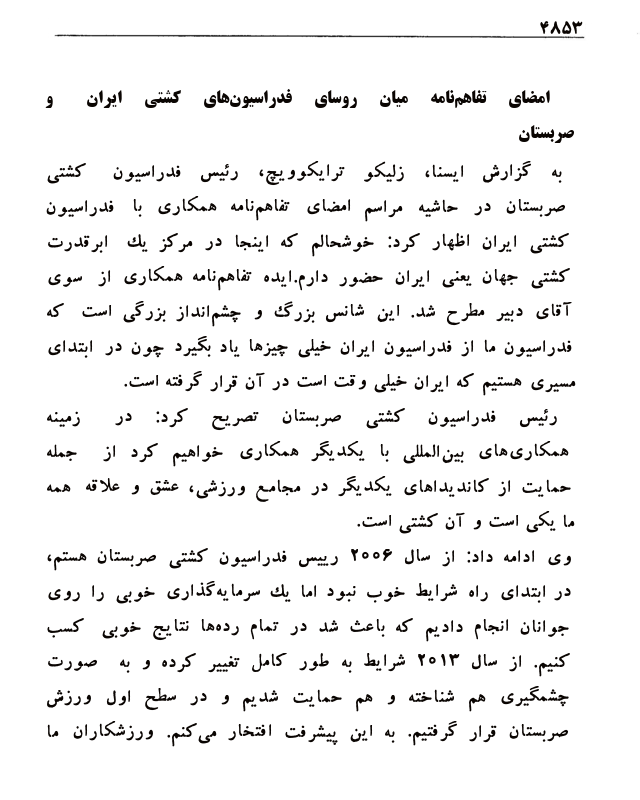 ۴۸۵۳
امضای تفاهم‌نامه میان روسای فدراسیون‌های کشتی ایران و
صربستان
به گزارش ایسنا، زلیکو ترایکوویچ، رئیس فدراسیون کشتی
صربستان در حاشیه مراسم امضای تفاهم‌نامه همکاری با فدراسیون
کشتی ایران اظهار کرد: خوشحالم که اینجا در مرکز یك ابرقدرت
کشتی جهان یعنی ایران حضور دارم.ایده تفاهم‌نامه همکاری از سوی
آقای دبیر مطرح شد. این شانس بزرگ و چشم‌انداز بزرگی است که
فدراسیون ما از فدراسیون ایران خیلی چیزها یاد بگیرد چون در ابتدای
مسیری هستیم که ایران خیلی وقت است در آن قرار گرفته است.
رئیس فدراسیون کشتی صربستان تصریح کرد: در زمینه
همکاری‌های بین‌المللی با یکدیگر همکاری خواهیم کرد از جمله
حمایت از کاندیداهای یکدیگر در مجامع ورزشی، عشق و علاقه همه
ما یکی است و آن کشتی است.
وی ادامه داد: از سال ۲۰۰۶ رییس فدراسیون کشتی صربستان هستم،
در ابتدای راه شرایط خوب نبود اما یك سرمایه‌گذاری خوبی را روی
جوانان انجام دادیم که باعث شد در تمام رده‌ها نتایج خوبی کسب
کنیم. از سال ۲۰۱۳ شرایط به طور کامل تغییر کرده و به صورت
چشمگیری هم شناخته و هم حمایت شدیم و در سطح اول ورزش
صربستان قرار گرفتیم. به این پیشرفت افتخار می‌کنم. ورزشکاران ما